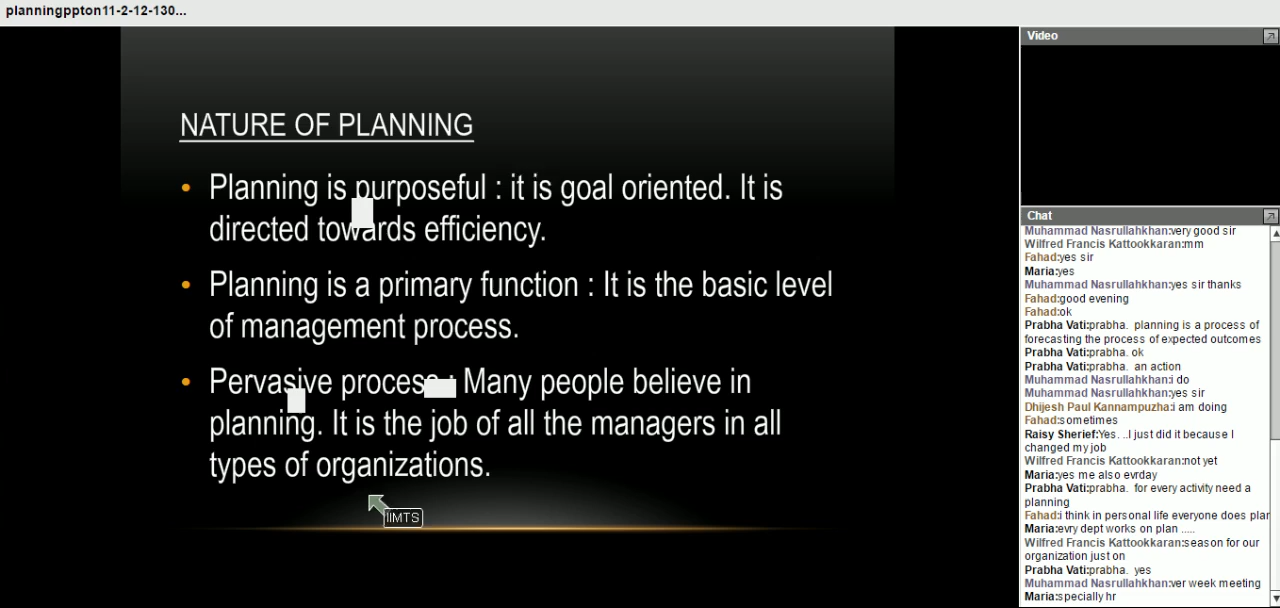 planningppton11-2-12-130...
NATURE OF PLANNING
• Planning is purposeful : it is goal oriented. It is
directed towards efficiency.
• Planning is a primary function : It is the basic level
of management process.
• Pervasive process : Many people believe in
planning. It is the job of all the managers in all
types of organizations.
IIMTS
Video
Chat
Muhammad Nasrullahkhan:very good sir
Wilfred Francis Kattookkaran:mm
Fahad:yes sir
Maria:yes
Muhammad Nasrullahkhan:yes sir thanks
Fahad:good evening
Fahad:ok
Prabha Vati:prabha. planning is a process of
forecasting the process of expected outcomes
Prabha Vati:prabha. ok
Prabha Vati:prabha. an action
Muhammad Nasrullahkhan:i do
Muhammad Nasrullahkhan:yes sir
Dhijesh Paul Kannampuzha:i am doing
Fahad:sometimes
Raisy Sherief:Yes. ..I just did it because I
changed my job
Wilfred Francis Kattookkaran:not yet
Maria:yes me also evrday
Prabha Vati:prabha. for every activity need a
planning
Fahad:i think in personal life everyone does plan
Maria:evry dept works on plan .....
Wilfred Francis Kattookkaran:season for our
organization just on
Prabha Vati:prabha. yes
Muhammad Nasrullahkhan:ver week meeting
Maria:specially hr